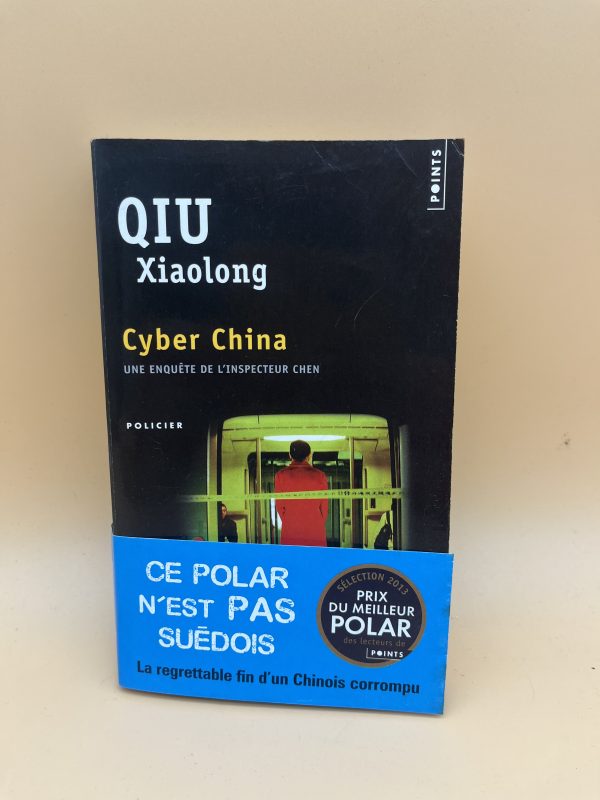 POINTS
QIU
Xiaolong
Cyber China
UNE ENQUÊTE DE L'INSPECTEUR CHEN
POLICIER
CE POLAR
N'EST PAS
SUÉDOIS
SÉLECTION 2013
PRIX
DU MEILLEUR
POLAR
des lecteurs de
POINTS
La regrettable fin d'un Chinois corrompu